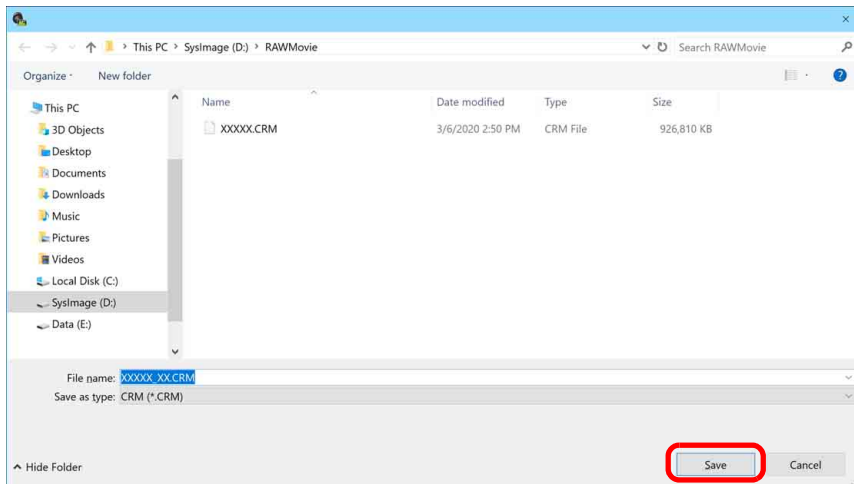 This PC > SysImage (D:) > RAWMovie
Search RAWMovie
Organize
New folder
Name Date modified Type Size
XXXXX.CRM 3/6/2020 2:50 PM CRM File 926,810 KB
This PC
3D Objects
Desktop
Documents
Downloads
Music
Pictures
Videos
Local Disk (C:)
SysImage (D:)
Data (E:)
File name: XXXXX_XX.CRM
Save as type: CRM (*.CRM)
Hide Folder
Save
Cancel